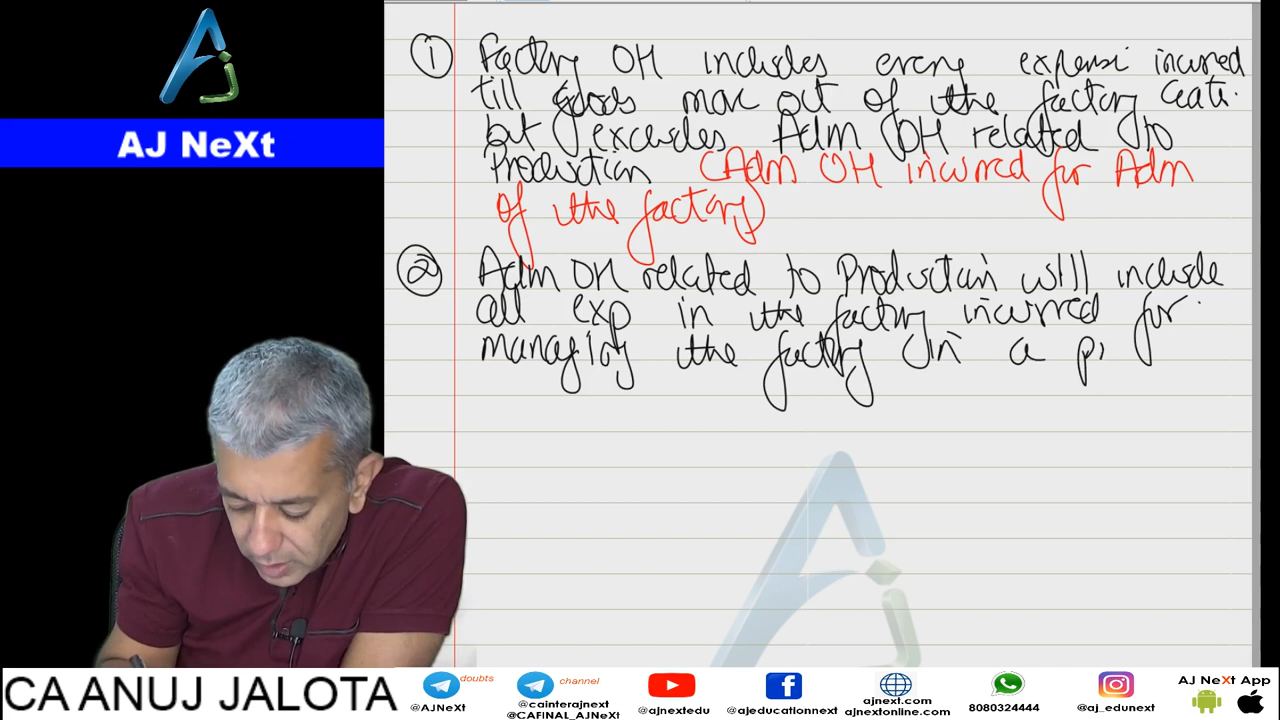 AJ NeXt
① Factory OH includes every expense incurred
till goods move out of the factory Gate.
but excludes Adm OH related to
Production (Adm OH incurred for Adm
of the factory)
② Adm OH related to Production will include
all exp in the factory incurred for
managing the factory in a p
CA ANUJ JALOTA
doubts
@AJNeXt
channel
@cainterajnext
@CAFINAL_AJNeXt
@ajnextedu
@ajeducationnext
ajnext.com
ajnextonline.com
8080324444
@aj_edunext
AJ NeXt App